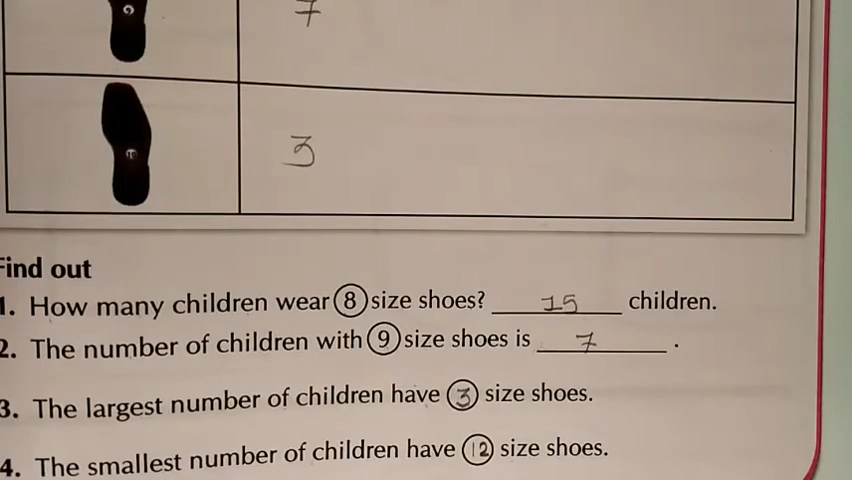 7
3
Find out
1. How many children wear 8 size shoes? 15 children.
2. The number of children with 9 size shoes is 7.
3. The largest number of children have 3 size shoes.
4. The smallest number of children have 12 size shoes.